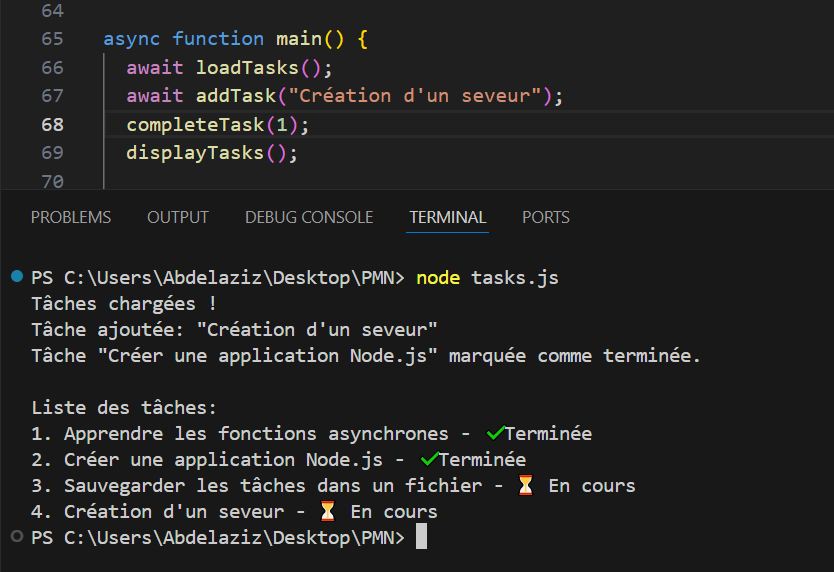 64
65 async function main() {
66 await loadTasks();
67 await addTask("Création d'un seveur");
68 completeTask(1);
69 displayTasks();
70
PROBLEMS OUTPUT DEBUG CONSOLE TERMINAL PORTS
PS C:\Users\Abdelaziz\Desktop\PMN> node tasks.js
Tâches chargées !
Tâche ajoutée: "Création d'un seveur"
Tâche "Créer une application Node.js" marquée comme terminée.
Liste des tâches:
1. Apprendre les fonctions asynchrones - ✅Terminée
2. Créer une application Node.js - ✅Terminée
3. Sauvegarder les tâches dans un fichier - ⏳ En cours
4. Création d'un seveur - ⏳ En cours
PS C:\Users\Abdelaziz\Desktop\PMN>